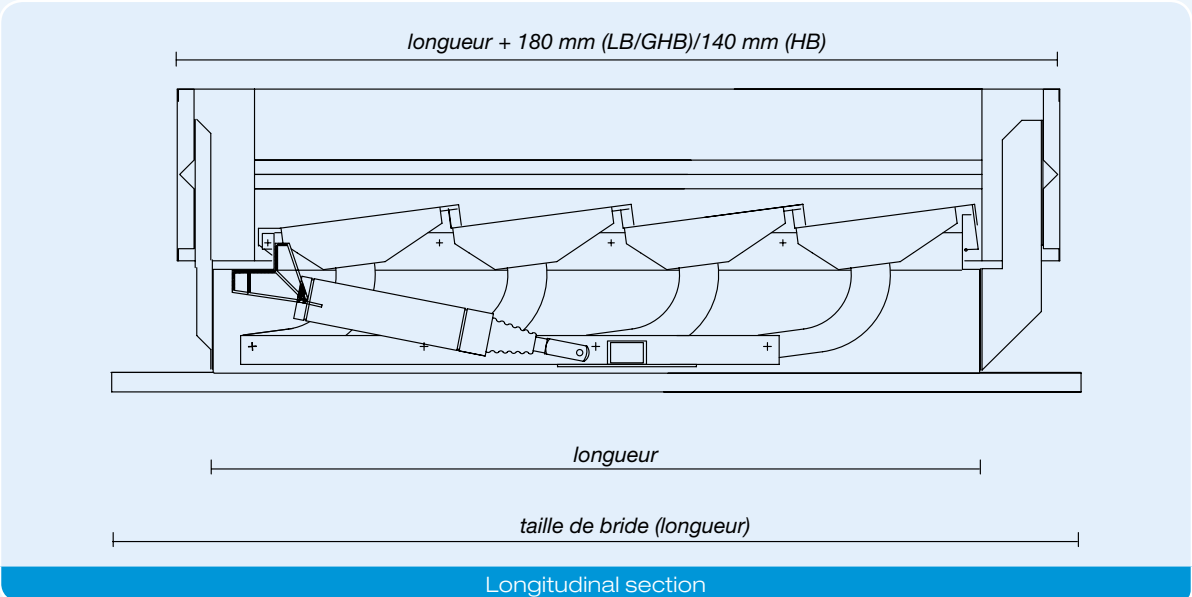 longueur + 180 mm (LB/GHB)/140 mm (HB)
longueur
taille de bride (longueur)
Longitudinal section